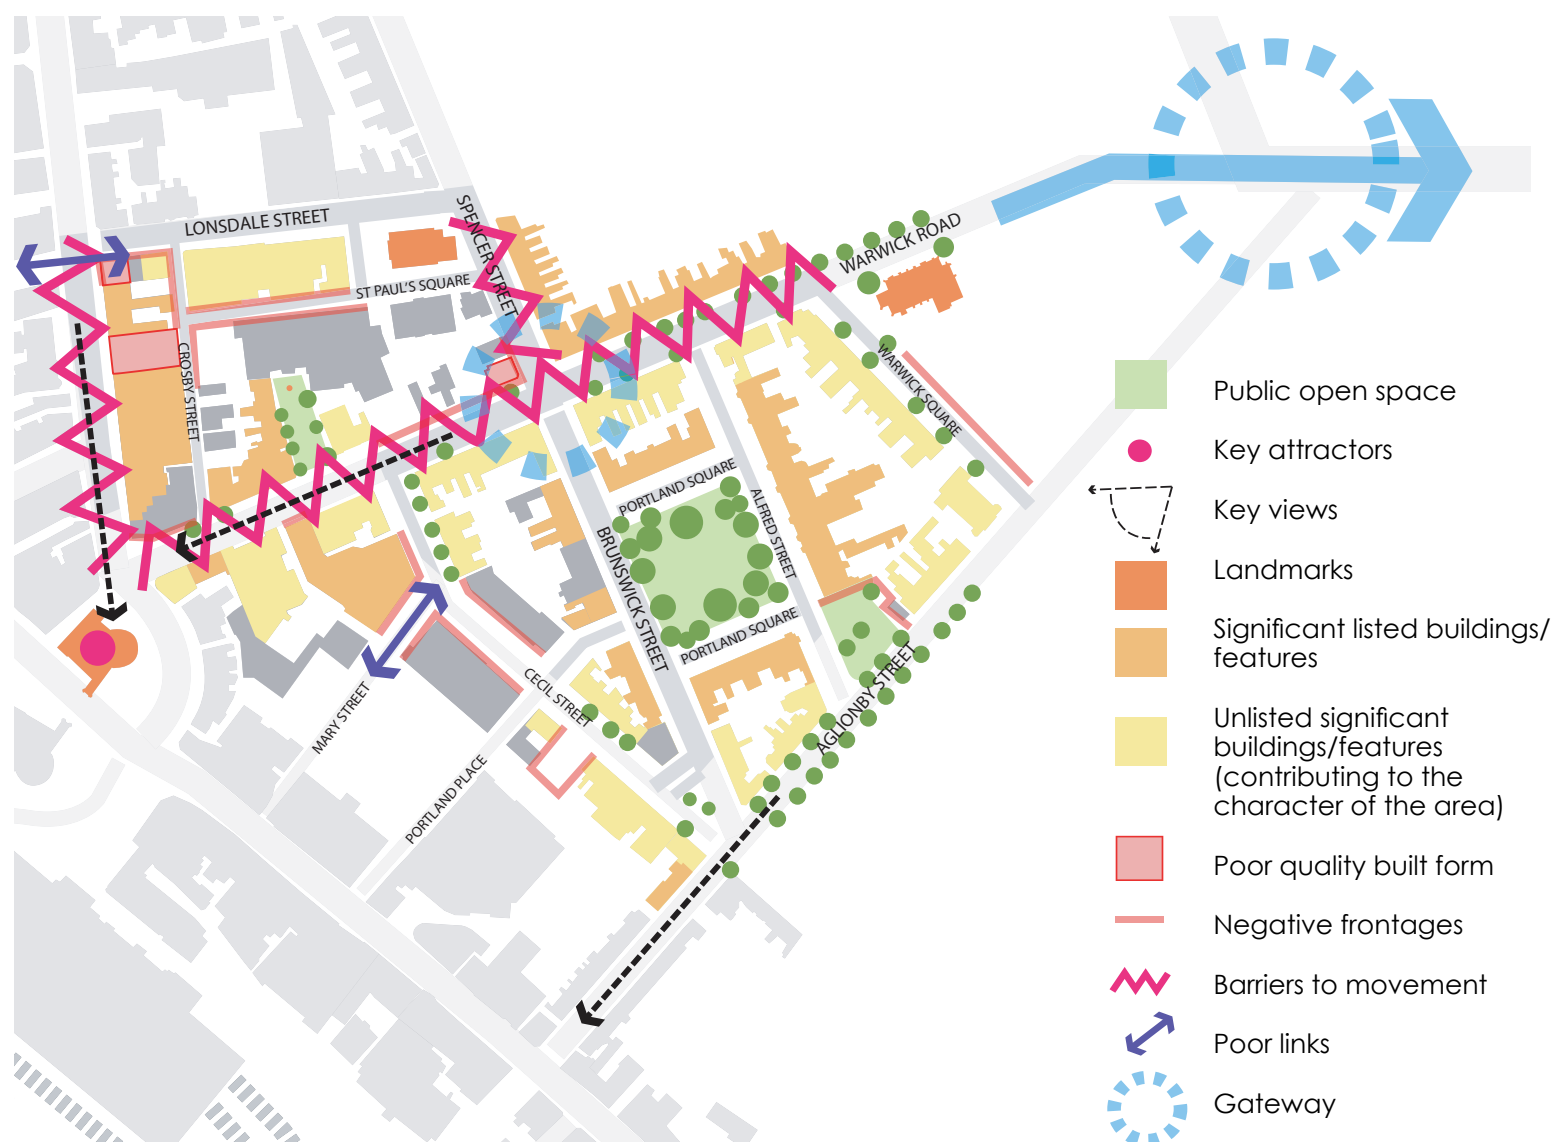 LONSDALE STREET
SPENCER STREET
ST PAUL'S SQUARE
CROSBY STREET
WARWICK ROAD
WARWICK SQUARE
PORTLAND SQUARE
ALFRED STREET
BRUNSWICK STREET
PORTLAND SQUARE
AGLIONBY STREET
CECIL STREET
MARY STREET
PORTLAND PLACE
Public open space
Key attractors
Key views
Landmarks
Significant listed buildings/
features
Unlisted significant
buildings/features
(contributing to the
character of the area)
Poor quality built form
Negative frontages
Barriers to movement
Poor links
Gateway